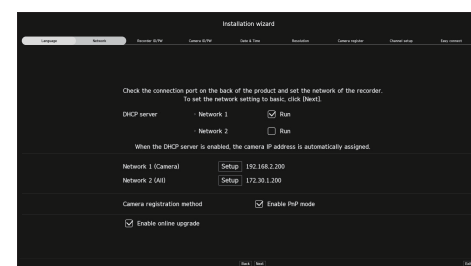 Installation wizard
Language Network Recorder ID/PW Camera ID/PW Date & Time Resolution Camera register Channel setup Easy connect
Check the connection port on the back of the product and set the network of the recorder.
To set the network setting to basic, click [Next].
DHCP server · Network 1 Run
· Network 2 Run
When the DHCP server is enabled, the camera IP address is automatically assigned.
Network 1 (Camera) Setup 192.168.2.200
Network 2 (All) Setup 172.30.1.200
Camera registration method Enable PnP mode
Enable online upgrade
Back Next